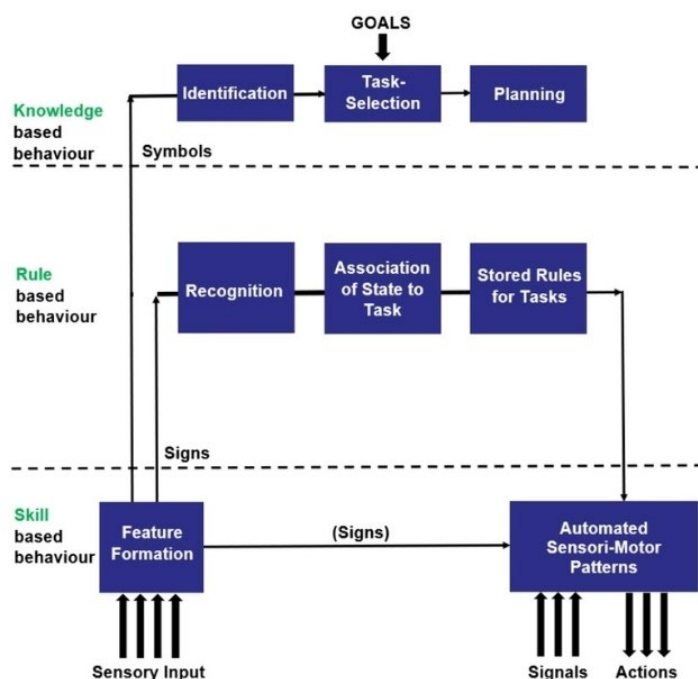 GOALS
Identification
Task-
Selection
Planning
Knowledge
based
behaviour
Symbols
Rule
based
behaviour
Recognition
Association
of State to
Task
Stored Rules
for Tasks
Signs
Skill
based
behaviour
Feature
Formation
(Signs)
Automated
Sensori-Motor
Patterns
Sensory Input
Signals
Actions